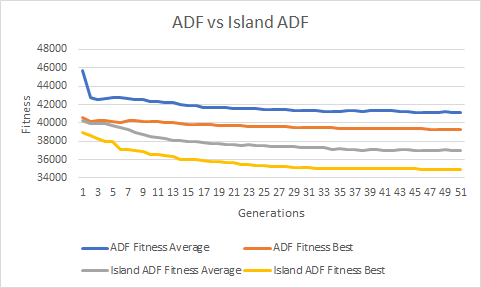 ADF vs Island ADF
48000
46000
44000
42000
40000
38000
36000
34000
Fitness
1 3 5 7 9 11 13 15 17 19 21 23 25 27 29 31 33 35 37 39 41 43 45 47 49 51
Generations
ADF Fitness Average ADF Fitness Best
Island ADF Fitness Average Island ADF Fitness Best